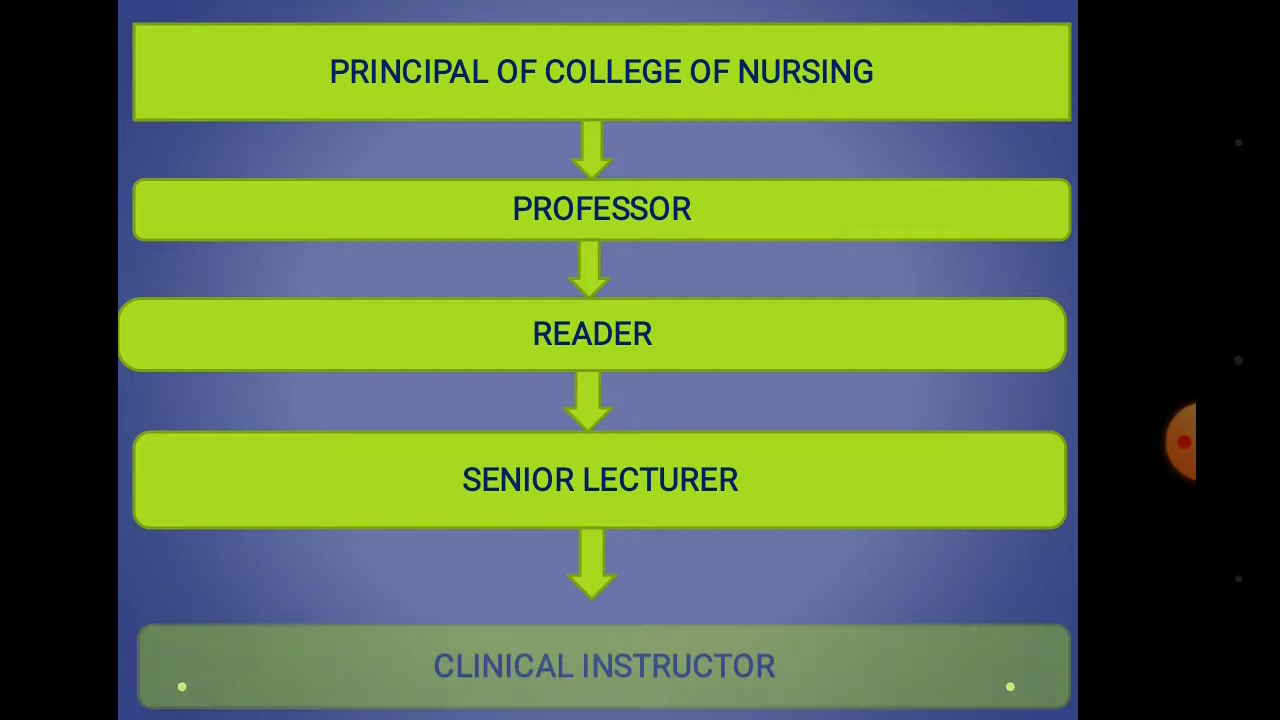 PRINCIPAL OF COLLEGE OF NURSING
PROFESSOR
READER
SENIOR LECTURER
CLINICAL INSTRUCTOR